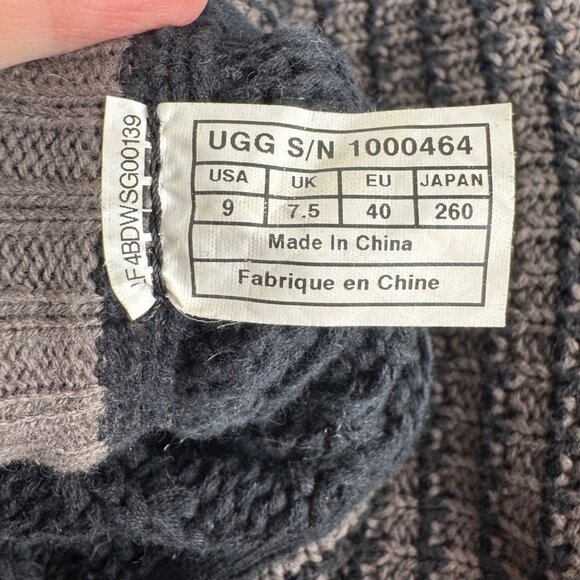 UGG S/N 1000464
USA UK EU JAPAN
9 7.5 40 260
Made In China
Fabrique en Chine
F4BDWSG00139